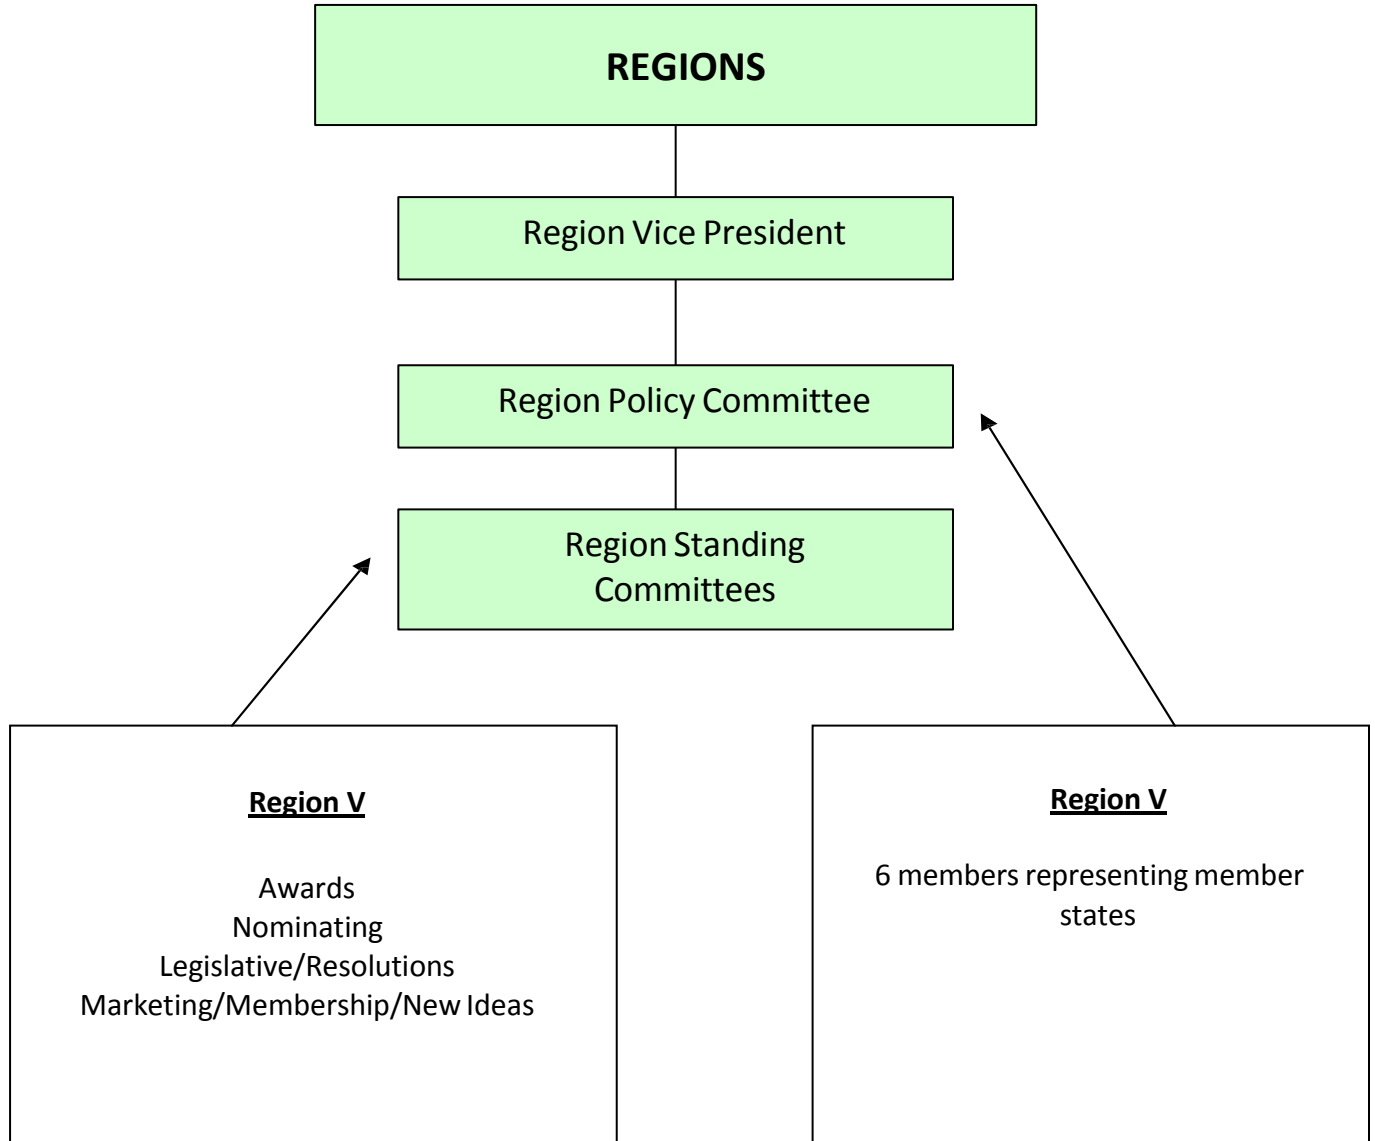 REGIONS
Region Vice President
Region Policy Committee
Region Standing
Committees
Region V
Awards
Nominating
Legislative/Resolutions
Marketing/Membership/New Ideas
Region V
6 members representing member
states